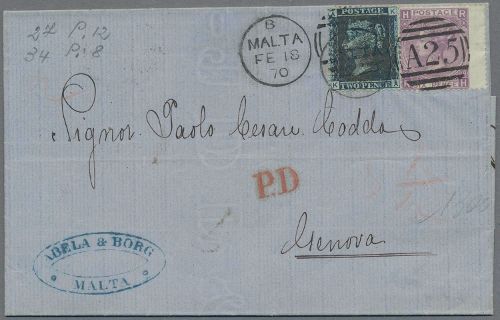 27 P. 12
34 P. 8
B
MALTA
FE 18
70
POSTAGE
TWO PENCE
POSTAGE
A25
Signor Paolo Cesare Codda
P.D
Genova
ABELA & BORG
MALTA